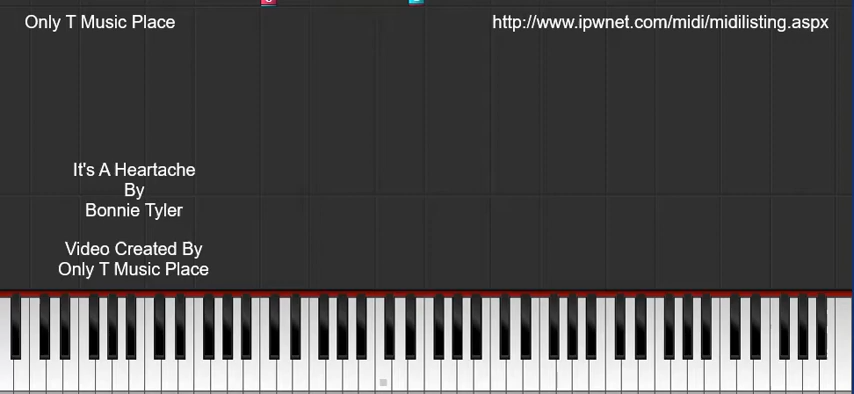 Only T Music Place
http://www.ipwnet.com/midi/midilisting.aspx
It's A Heartache
By
Bonnie Tyler
Video Created By
Only T Music Place